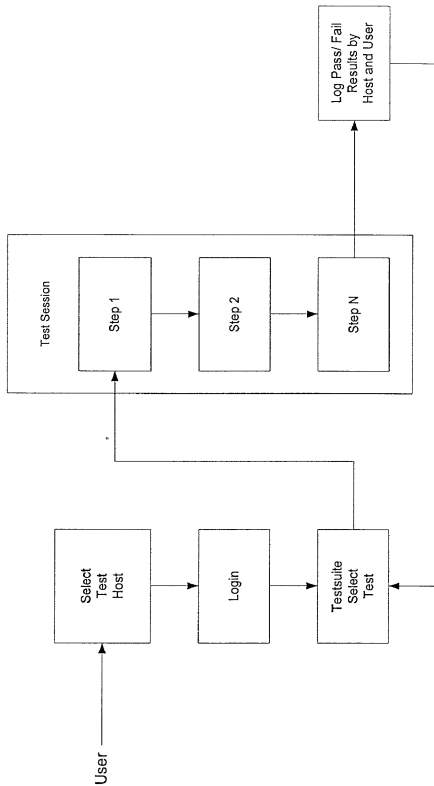 User
Select
Test
Host
Login
Testsuite
Select
Test
Test Session
Step 1
Step 2
Step N
Log Pass/ Fail
Results by
Host and User